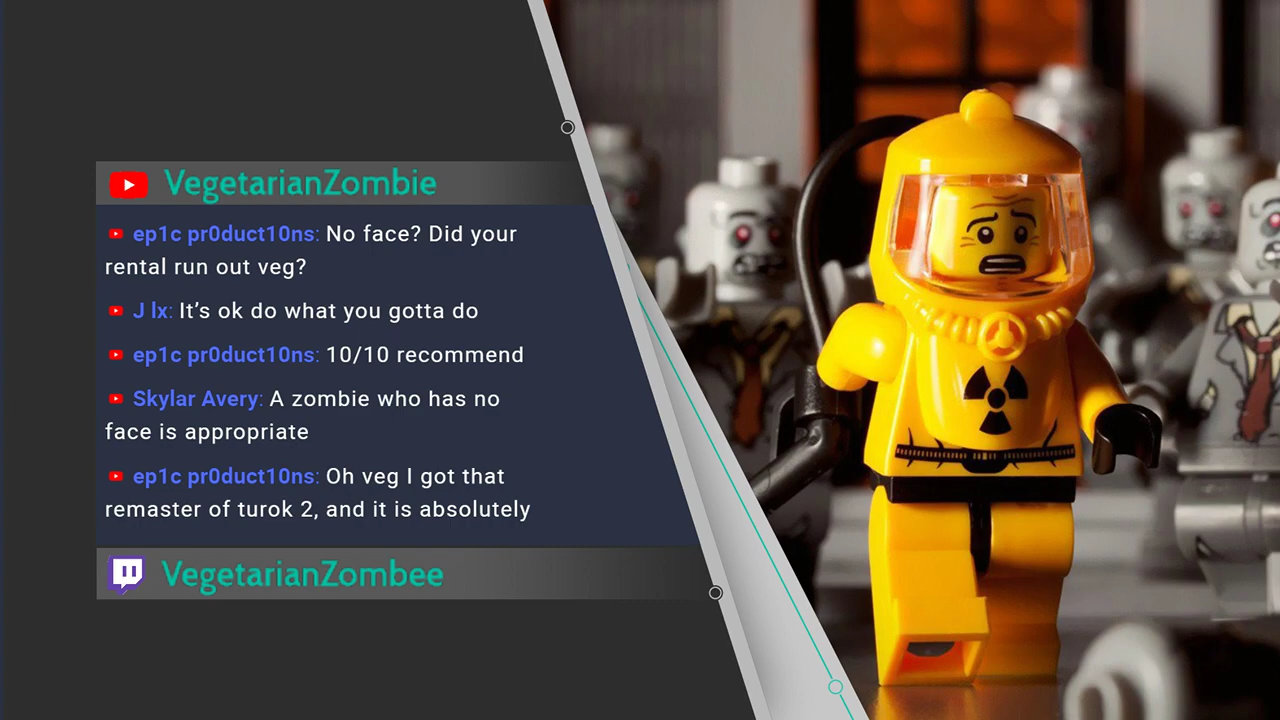 VegetarianZombie
ep1c pr0duct10ns: No face? Did your
rental run out veg?
J lx: It’s ok do what you gotta do
ep1c pr0duct10ns: 10/10 recommend
Skylar Avery: A zombie who has no
face is appropriate
ep1c pr0duct10ns: Oh veg I got that
remaster of turok 2, and it is absolutely
VegetarianZombee